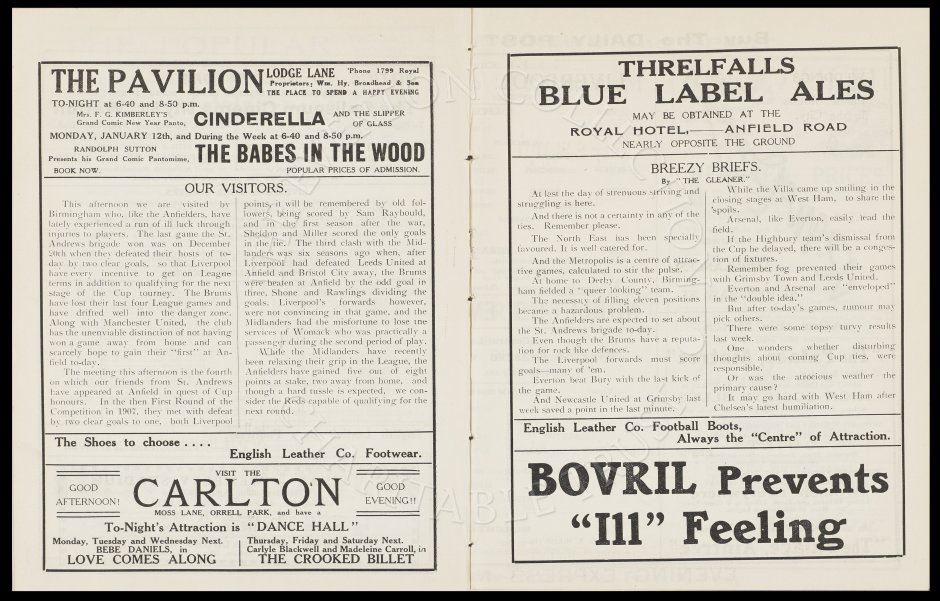 THE PAVILION
LODGE LANE 'Phone 1799 Royal
Proprietors; Wm. Hy. Broadhead & Son
THE PLACE TO SPEND A HAPPY EVENING
TO-NIGHT at 6-40 and 8-50 p.m.
Mrs. F. G. KIMBERLEY'S
Grand Comic New Year Panto,
CINDERELLA
AND THE SLIPPER
OF GLASS
MONDAY, JANUARY 12th, and During the Week at 6-40 and 8-50 p.m.
RANDOLPH SUTTON
Presents his Grand Comic Pantomime,
THE BABES IN THE WOOD
BOOK NOW.
POPULAR PRICES OF ADMISSION.
OUR VISITORS.
This afternoon we are visited by
Birmingham who, like the Anfielders, have
lately experienced a run of ill luck through
injuries to players. The last game the St.
Andrews brigade won was on December
20th when they defeated their hosts of to-
day by two clear goals, so that Liverpool
have every incentive to get on League
terms in addition to qualifying for the next
stage of the Cup tourney. The Brums
have lost their last four League games and
have drifted well into the danger zone.
Along with Manchester United, the club
has the unenviable distinction of not having
won a game away from home and can
scarcely hope to gain their "first" at An-
field to-day.
The meeting this afternoon is the fourth
on which our friends from St. Andrews
have appeared at Anfield in quest of Cup
honours. In the then First Round of the
Competition in 1907, they met with defeat
by two clear goals to one, both Liverpool
points, it will be remembered by old fol-
lowers, being scored by Sam Raybould,
and in the first season after the war,
Sheldon and Miller scored the only goals
in the tie. The third clash with the Mid-
landers was six seasons ago when, after
Liverpool had defeated Leeds United at
Anfield and Bristol City away, the Brums
were beaten at Anfield by the odd goal in
three, Shone and Rawlings dividing the
goals. Liverpool's forwards however,
were not convincing in that game, and the
Midlanders had the misfortune to lose the
services of Womack who was practically a
passenger during the second period of play.
While the Midlanders have recently
been relaxing their grip in the League, the
Anfielders have gained five out of eight
points at stake, two away from home, and
though a hard tussle is expected, we con-
sider the Reds capable of qualifying for the
next round.
The Shoes to choose . . . .
English Leather Co. Footwear.
GOOD
AFTERNOON!
VISIT THE
CARLTON
MOSS LANE, ORRELL PARK, and have a
GOOD
EVENING!!
To-Night's Attraction is "DANCE HALL"
Monday, Tuesday and Wednesday Next.
BEBE DANIELS, in
LOVE COMES ALONG
Thursday, Friday and Saturday Next.
Carlyle Blackwell and Madeleine Carroll, in
THE CROOKED BILLET
THRELFALLS
BLUE LABEL ALES
MAY BE OBTAINED AT THE
ROYAL HOTEL,——ANFIELD ROAD
NEARLY OPPOSITE THE GROUND
BREEZY BRIEFS.
By "THE GLEANER."
At last the day of strenuous striving and
struggling is here.
And there is not a certainty in any of the
ties. Remember please.
The North East has been specially
favoured. It is well catered for.
And the Metropolis is a centre of attrac-
tive games, calculated to stir the pulse.
At home to Derby County, Birming-
ham fielded a "queer looking" team.
The necessity of filling eleven positions
became a hazardous problem.
The Anfielders are expected to set about
the St. Andrews brigade to-day.
Even though the Brums have a reputa-
tion for rock like defences.
The Liverpool forwards must score
goals—many of 'em.
Everton beat Bury with the last kick of
the game.
And Newcastle United at Grimsby last
week saved a point in the last minute.
While the Villa came up smiling in the
closing stages at West Ham, to share the
spoils.
Arsenal, like Everton, easily lead the
field.
If the Highbury team's dismissal from
the Cup be delayed, there will be a conges-
tion of fixtures.
Remember fog prevented their games
with Grimsby Town and Leeds United.
Everton and Arsenal are "enveloped"
in the "double idea."
But after to-day's games, rumour may
pick others.
There were some topsy turvy results
last week.
One wonders whether disturbing
thoughts about coming Cup ties, were
responsible.
Or was the atrocious weather the
primary cause?
It may go hard with West Ham after
Chelsea's latest humiliation.
English Leather Co. Football Boots,
Always the "Centre" of Attraction.
BOVRIL Prevents
"Ill" Feeling